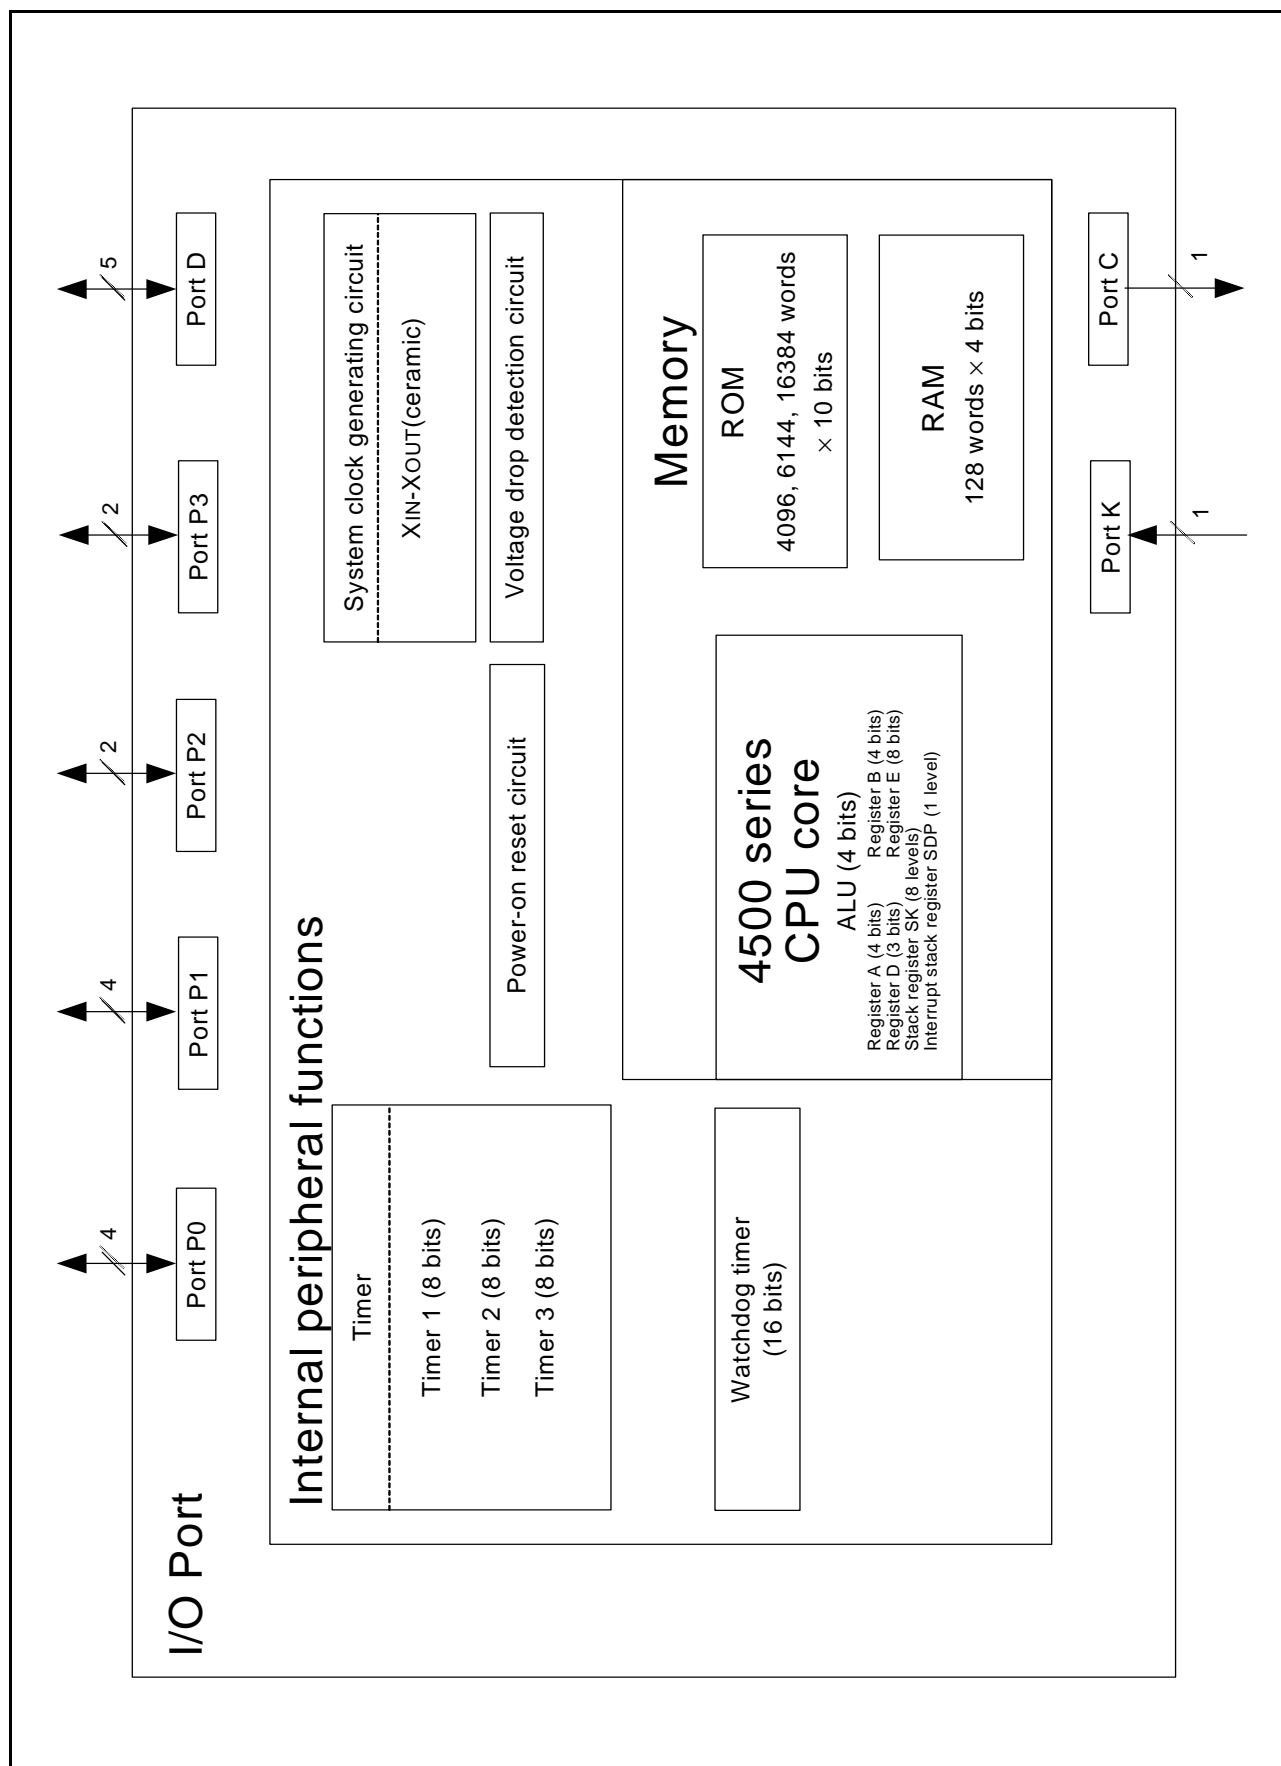 4
4
2
2
5
Port P0
Port P1
Port P2
Port P3
Port D
I/O Port
Internal peripheral functions
Timer
Timer 1 (8 bits)
Timer 2 (8 bits)
Timer 3 (8 bits)
System clock generating circuit
XIN-XOUT(ceramic)
Power-on reset circuit
Voltage drop detection circuit
Watchdog timer
(16 bits)
4500 series
CPU core
ALU (4 bits)
Register A (4 bits) Register B (4 bits)
Register D (3 bits) Register E (8 bits)
Stack register SK (8 levels)
Interrupt stack register SDP (1 level)
Memory
ROM
4096, 6144, 16384 words
× 10 bits
RAM
128 words × 4 bits
Port K
Port C
1
1